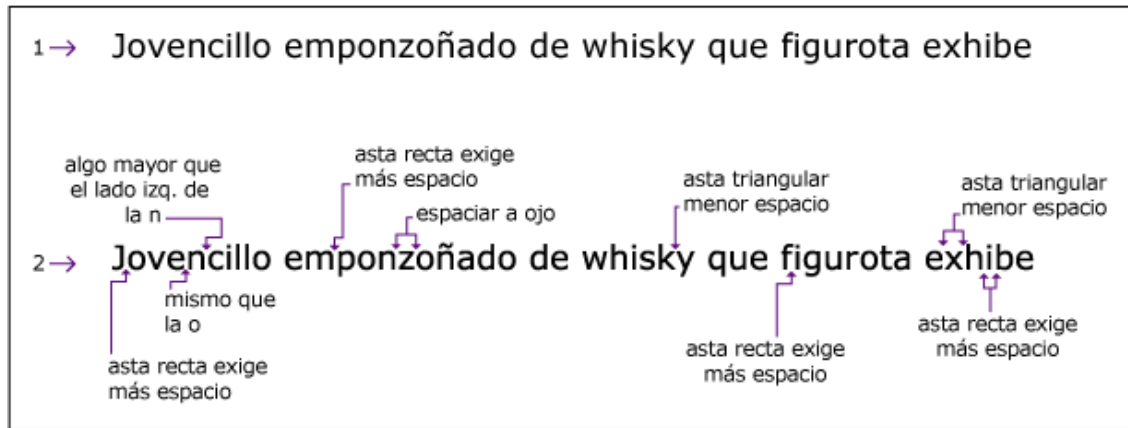 1→ Jovencillo emponzoñado de whisky que figurota exhibe
algo mayor que
el lado izq. de
la n
asta recta exige
más espacio
espaciar a ojo
asta triangular
menor espacio
asta triangular
menor espacio
2→ Jovencillo emponzoñado de whisky que figurota exhibe
mismo que
la o
asta recta exige
más espacio
asta recta exige
más espacio
asta recta exige
más espacio